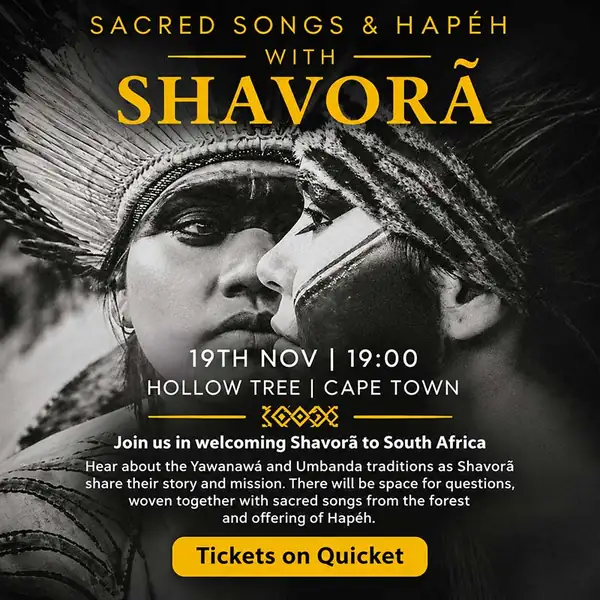 SACRED SONGS & HAPÉH
WITH
SHAVORÃ
19TH NOV | 19:00
HOLLOW TREE | CAPE TOWN
Join us in welcoming Shavorã to South Africa
Hear about the Yawanawá and Umbanda traditions as Shavorã
share their story and mission. There will be space for questions,
woven together with sacred songs from the forest
and offering of Hapéh.
Tickets on Quicket